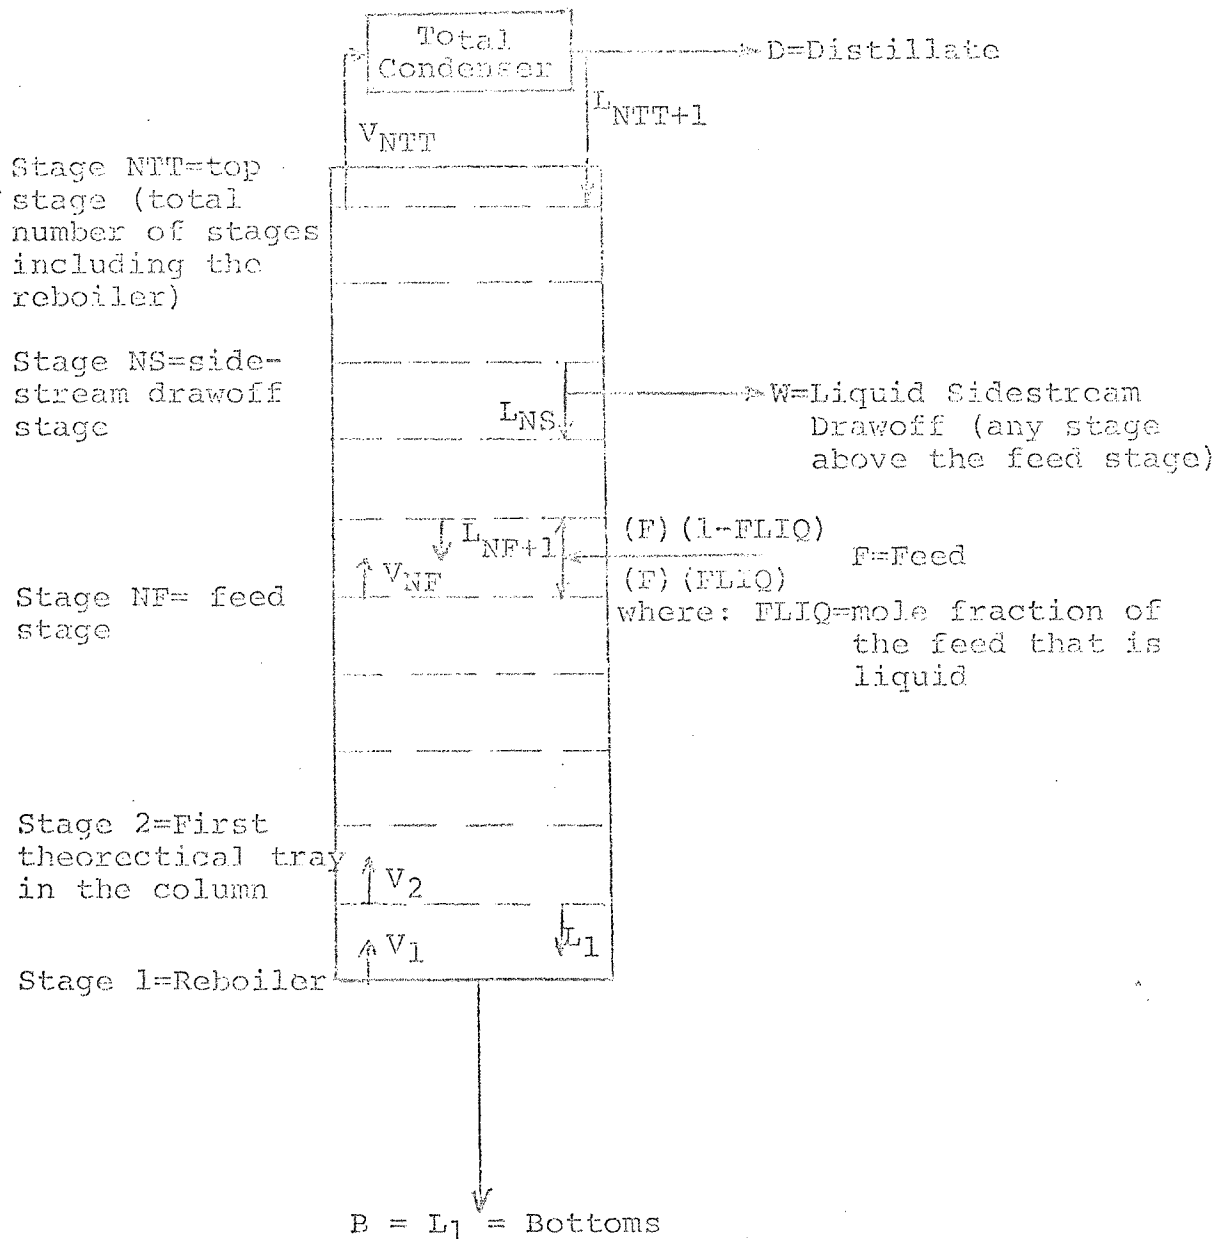 Total
Condenser
D=Distillate
L_NTT+1
V_NTT
Stage NTT=top
stage (total
number of stages
including the
reboiler)
Stage NS=side-
stream drawoff
stage
L_NS
W=Liquid Sidestream
Drawoff (any stage
above the feed stage)
L_NF+1
(F) (1-FLIQ)
V_NF
F=Feed
(F) (FLIQ)
Stage NF= feed
stage
where: FLIQ=mole fraction of
the feed that is
liquid
Stage 2=First
theorectical tray
in the column
V_2
V_1
L_1
Stage 1=Reboiler
B = L_1 = Bottoms